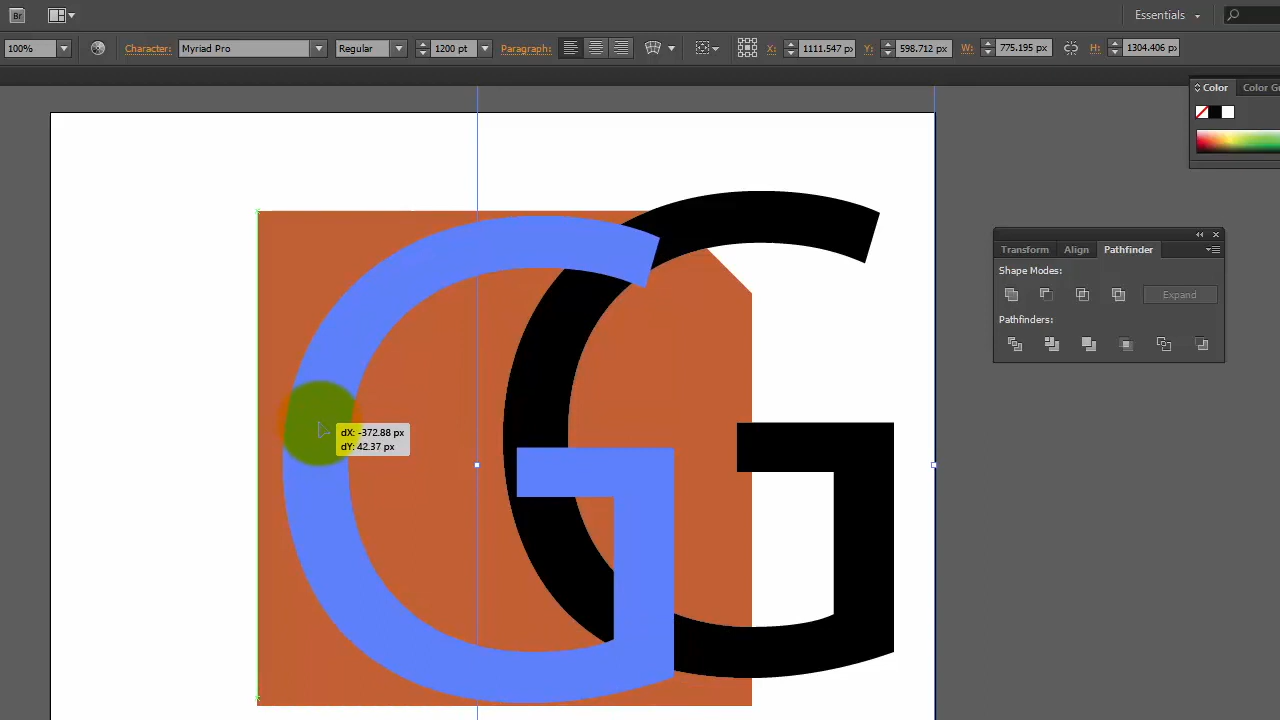 Br Essentials
100% Character: Myriad Pro Regular 1200 pt Paragraph: X: 1111.947 px Y: 598.712 px W: 775.195 px H: 1304.406 px
Color Color Gu
Transform Align Pathfinder
Shape Modes:
Expand
Pathfinders:
G G
dX: -372.88 px
dY: 42.37 px